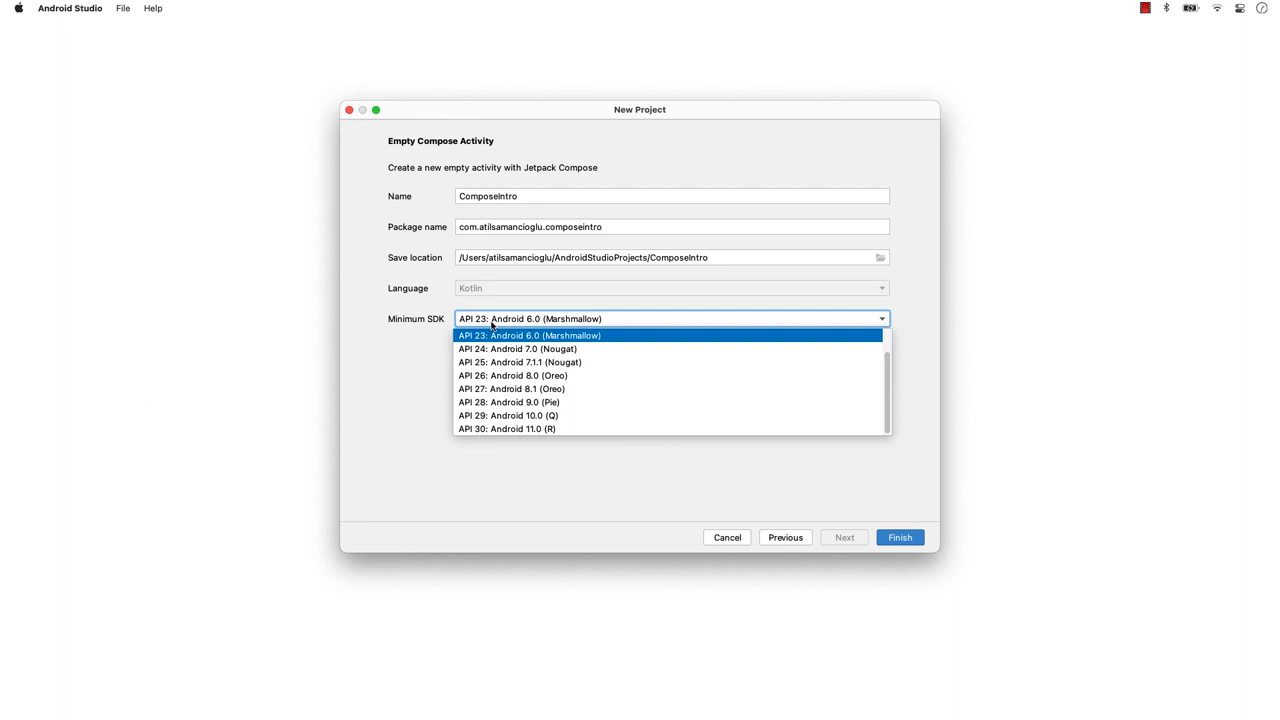 Android Studio File Help
New Project
Empty Compose Activity
Create a new empty activity with Jetpack Compose
Name ComposeIntro
Package name com.atilsamancioglu.composeintro
Save location /Users/atilsamancioglu/AndroidStudioProjects/ComposeIntro
Language Kotlin
Minimum SDK API 23: Android 6.0 (Marshmallow)
API 23: Android 6.0 (Marshmallow)
API 24: Android 7.0 (Nougat)
API 25: Android 7.1.1 (Nougat)
API 26: Android 8.0 (Oreo)
API 27: Android 8.1 (Oreo)
API 28: Android 9.0 (Pie)
API 29: Android 10.0 (Q)
API 30: Android 11.0 (R)
Cancel Previous Next Finish